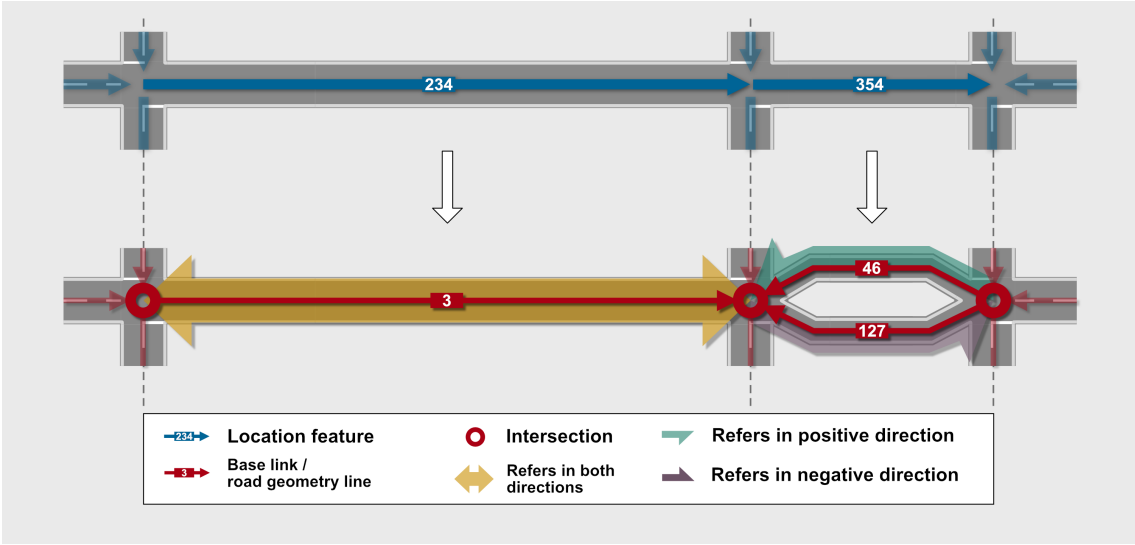 234
354
46
3
127
234 Location feature
Intersection
Refers in positive direction
3 Base link /
road geometry line
Refers in both
directions
Refers in negative direction